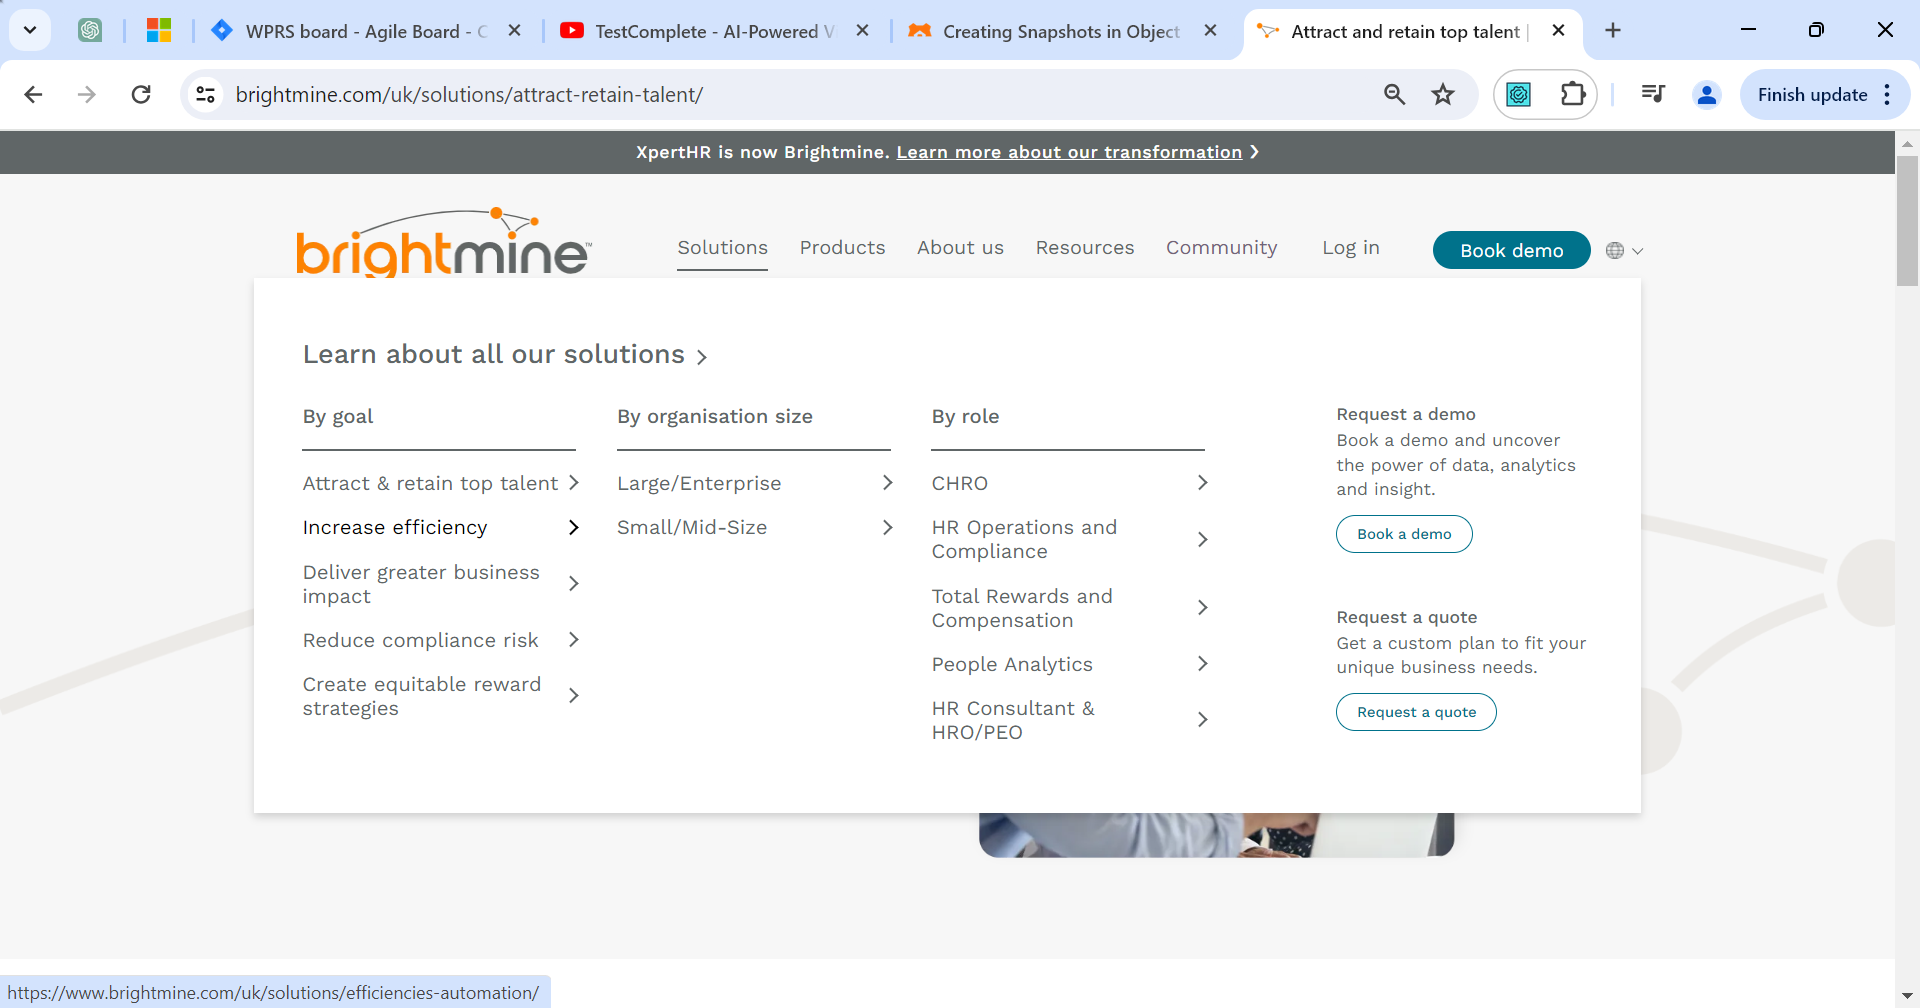 WPRS board - Agile Board - C
TestComplete - AI-Powered V
Creating Snapshots in Object
Attract and retain top talent |
brightmine.com/uk/solutions/attract-retain-talent/
Finish update
XpertHR is now Brightmine. Learn more about our transformation
brightmine™
Solutions
Products
About us
Resources
Community
Log in
Book demo
Learn about all our solutions
By goal
Attract & retain top talent
Increase efficiency
Deliver greater business
impact
Reduce compliance risk
Create equitable reward
strategies
By organisation size
Large/Enterprise
Small/Mid-Size
By role
CHRO
HR Operations and
Compliance
Total Rewards and
Compensation
People Analytics
HR Consultant &
HRO/PEO
Request a demo
Book a demo and uncover
the power of data, analytics
and insight.
Book a demo
Request a quote
Get a custom plan to fit your
unique business needs.
Request a quote
https://www.brightmine.com/uk/solutions/efficiencies-automation/